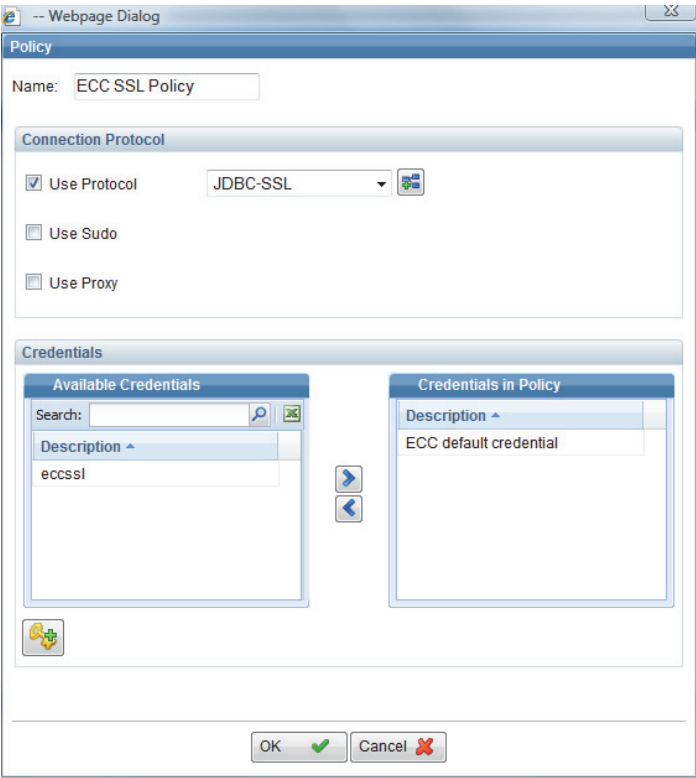 -- Webpage Dialog
Policy
Name: ECC SSL Policy
Connection Protocol
Use Protocol JDBC-SSL
Use Sudo
Use Proxy
Credentials
Available Credentials
Search:
Description
eccssl
Credentials in Policy
Description
ECC default credential
OK Cancel